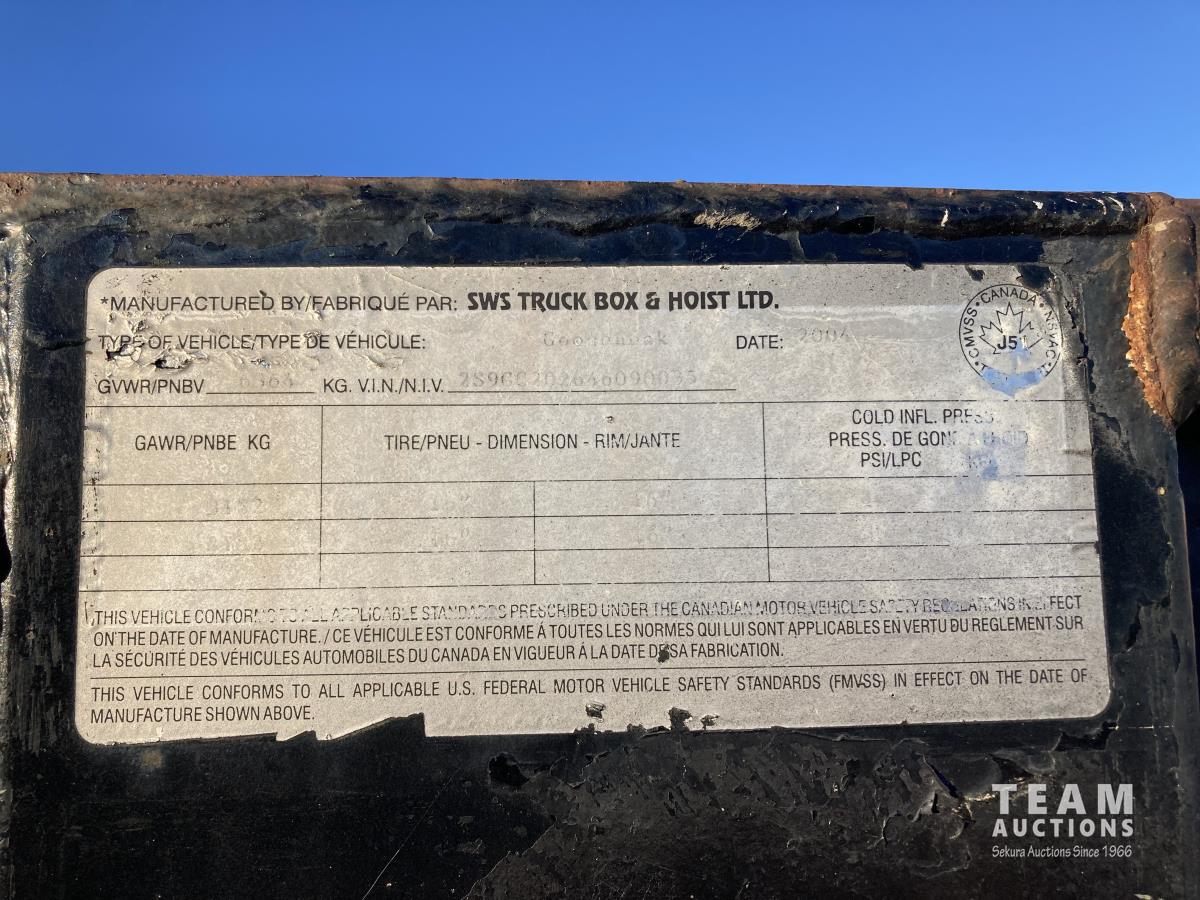 *MANUFACTURED BY/FABRIQUÉ PAR: SWS TRUCK BOX & HOIST LTD.
TYPE OF VEHICLE/TYPE DE VÉHICULE: DATE: 2004
GVWR/PNBV KG. V.I.N./N.I.V.
C.MVSS • CANADA • NSVAC • T
J51
GAWR/PNBE KG TIRE/PNEU - DIMENSION - RIM/JANTE COLD INFL. PRESS.
PRESS. DE GONF. A FROID
PSI/LPC KPA
THIS VEHICLE CONFORMS TO ALL APPLICABLE STANDARDS PRESCRIBED UNDER THE CANADIAN MOTOR VEHICLE SAFETY REGULATIONS IN EFFECT
ON THE DATE OF MANUFACTURE. / CE VÉHICULE EST CONFORME À TOUTES LES NORMES QUI LUI SONT APPLICABLES EN VERTU DU REGLEMENT SUR
LA SÉCURITÉ DES VÉHICULES AUTOMOBILES DU CANADA EN VIGUEUR À LA DATE DE SA FABRICATION.
THIS VEHICLE CONFORMS TO ALL APPLICABLE U.S. FEDERAL MOTOR VEHICLE SAFETY STANDARDS (FMVSS) IN EFFECT ON THE DATE OF
MANUFACTURE SHOWN ABOVE.
TEAM
AUCTIONS
Sekura Auctions Since 1966